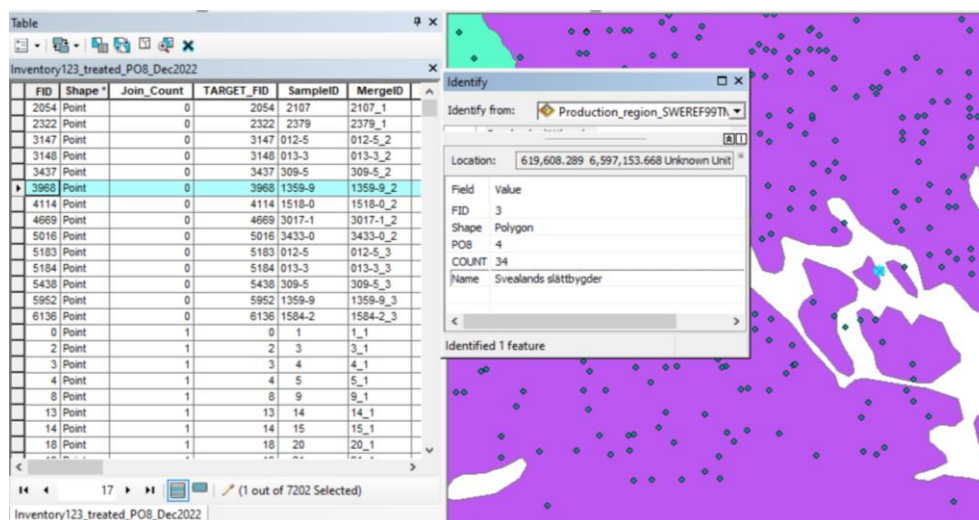 Table
Inventory123_treated_PO8_Dec2022
FID Shape * Join_Count TARGET_FID SampleID MergeID
2054 Point 0 2054 2107 2107_1
2322 Point 0 2322 2379 2379_1
3147 Point 0 3147 012-5 012-5_2
3148 Point 0 3148 013-3 013-3_2
3437 Point 0 3437 309-5 309-5_2
3968 Point 0 3968 1359-9 1359-9_2
4114 Point 0 4114 1518-0 1518-0_2
4669 Point 0 4669 3017-1 3017-1_2
5016 Point 0 5016 3433-0 3433-0_2
5183 Point 0 5183 012-5 012-5_3
5184 Point 0 5184 013-3 013-3_3
5438 Point 0 5438 309-5 309-5_3
5952 Point 0 5952 1359-9 1359-9_3
6136 Point 0 6136 1584-2 1584-2_3
0 Point 1 0 1 1_1
2 Point 1 2 3 3_1
3 Point 1 3 4 4_1
4 Point 1 4 5 5_1
8 Point 1 8 9 9_1
13 Point 1 13 14 14_1
14 Point 1 14 15 15_1
18 Point 1 18 20 20_1
17 (1 out of 7202 Selected)
Inventory123_treated_PO8_Dec2022
Identify
Identify from: Production_region_SWEREF99TM
Location: 619,608.289 6,597,153.668 Unknown Unit
Field Value
FID 3
Shape Polygon
PO8 4
COUNT 34
Name Svealands slättbygder
Identified 1 feature